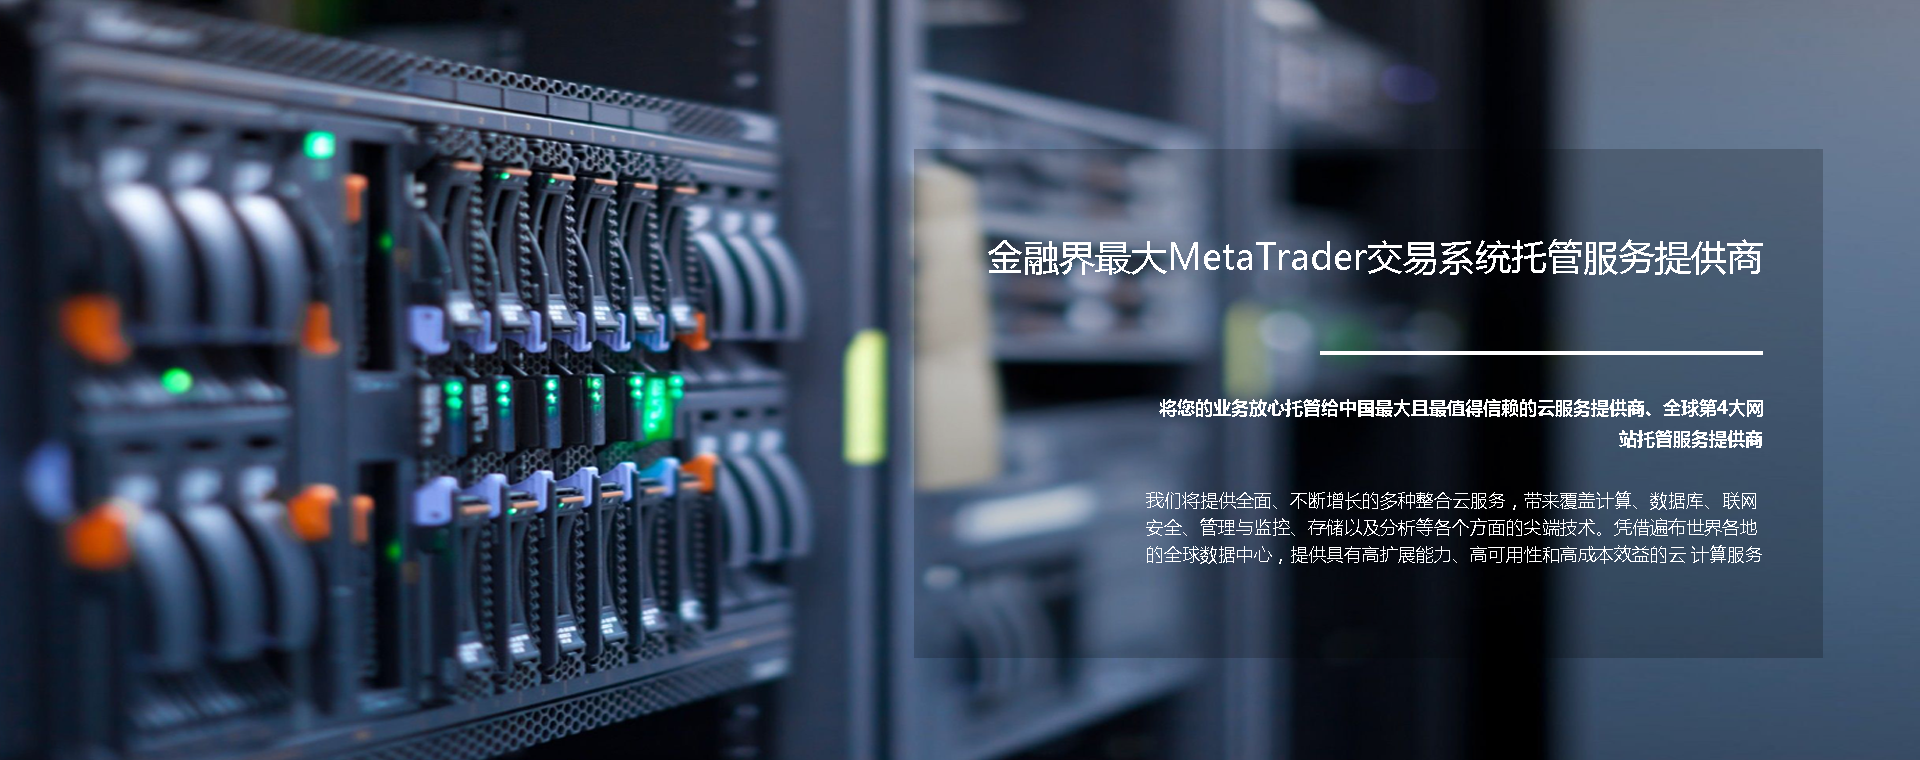 金融界最大MetaTrader交易系统托管服务提供商
将您的业务放心托管给中国最大且最值得信赖的云服务提供商、全球第4大网
站托管服务提供商
我们将提供全面、不断增长的多种整合云服务，带来覆盖计算、数据库、联网
安全、管理与监控、存储以及分析等各个方面的尖端技术。凭借遍布世界各地
的全球数据中心，提供具有高扩展能力、高可用性和高成本效益的云 计算服务